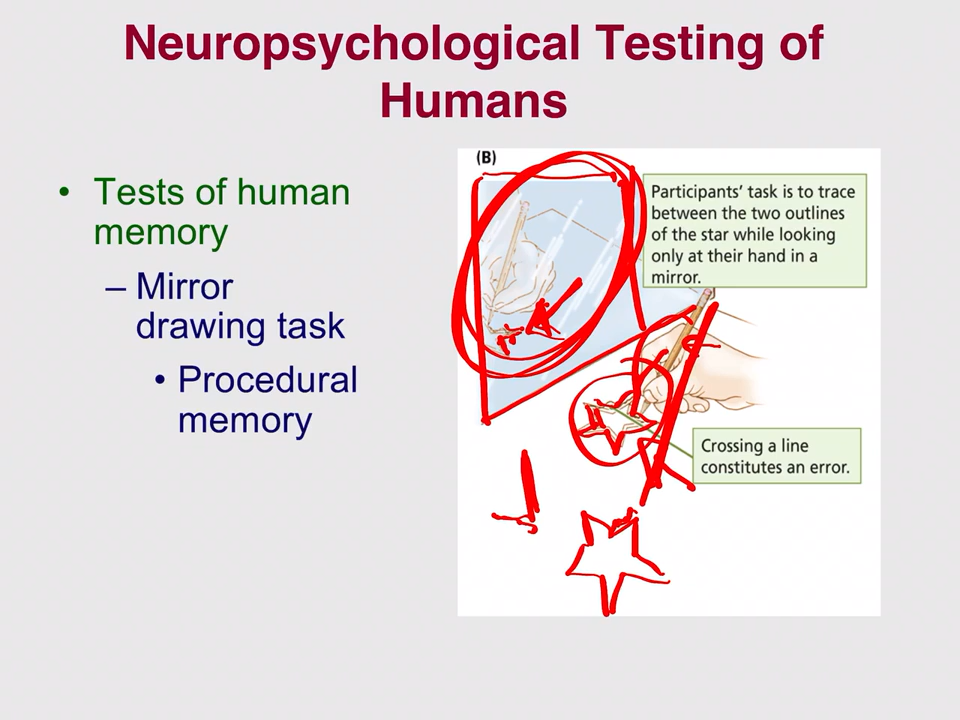 Neuropsychological Testing of
Humans
• Tests of human
memory
– Mirror
drawing task
• Procedural
memory
(B)
Participants' task is to trace
between the two outlines
of the star while looking
only at their hand in a
mirror.
Crossing a line
constitutes an error.